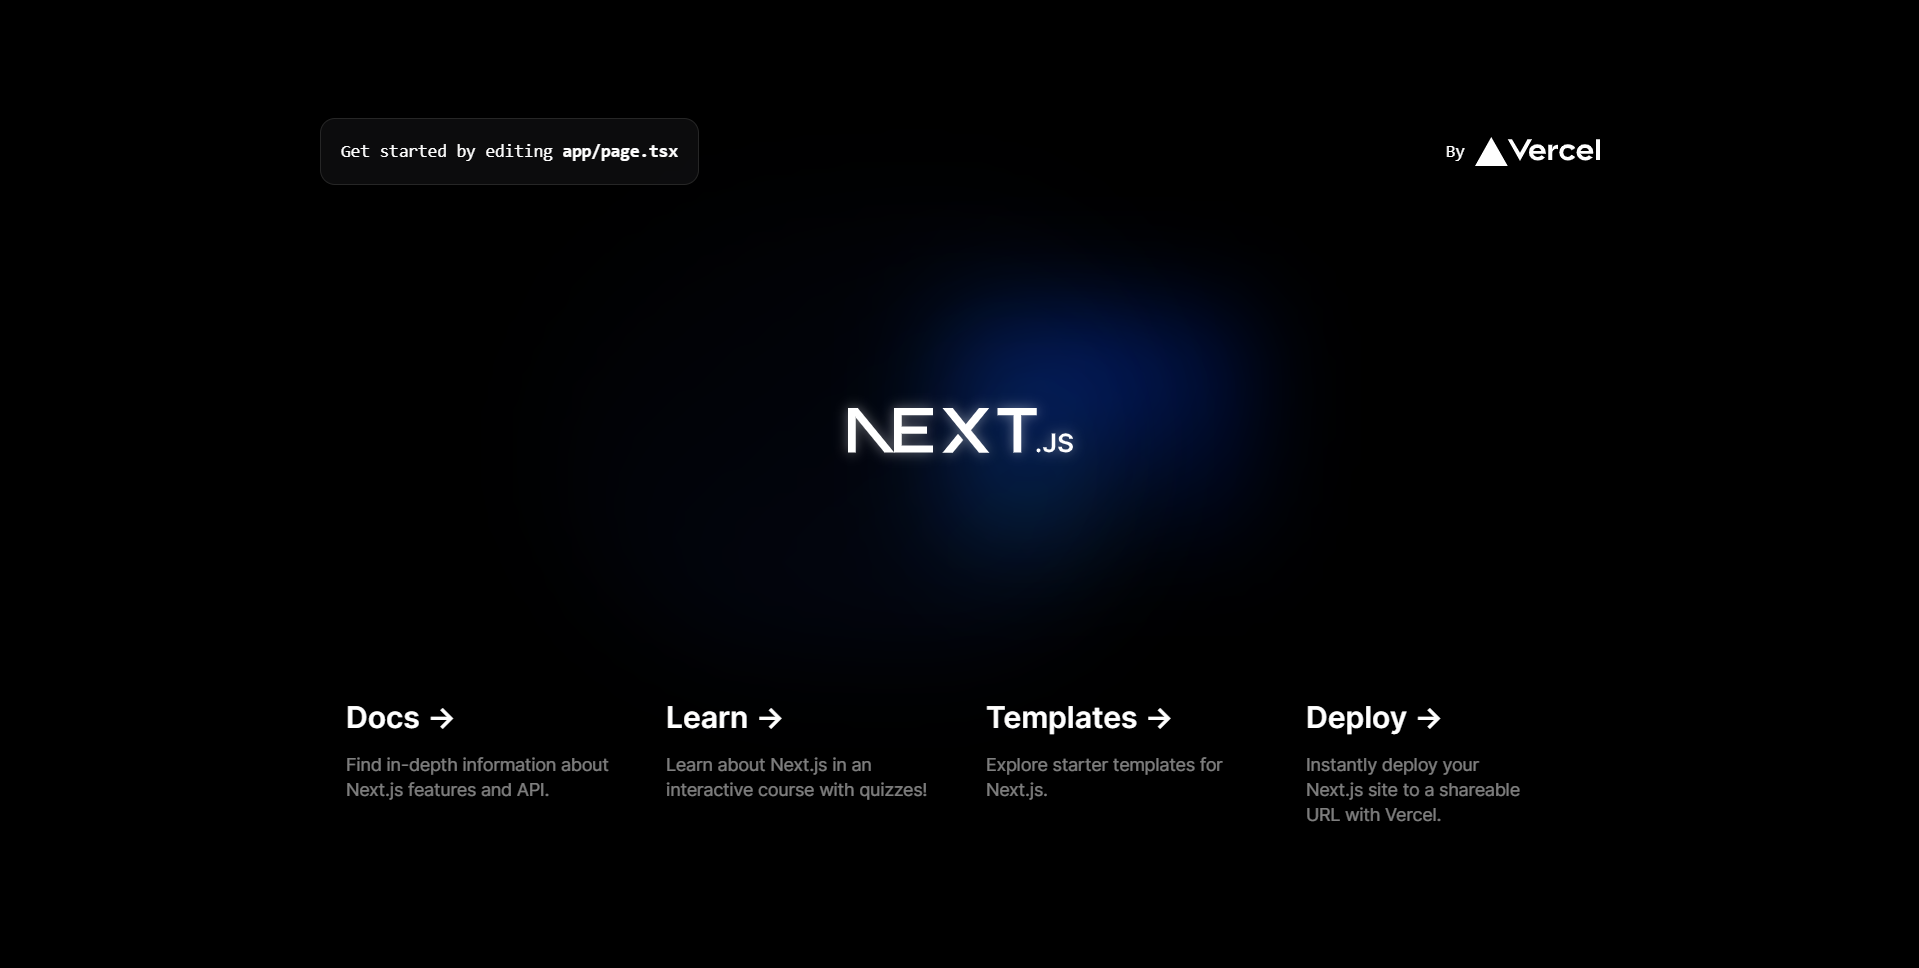 Get started by editing app/page.tsx
By Vercel
NEXT.JS
Docs →
Find in-depth information about
Next.js features and API.
Learn →
Learn about Next.js in an
interactive course with quizzes!
Templates →
Explore starter templates for
Next.js.
Deploy →
Instantly deploy your
Next.js site to a shareable
URL with Vercel.